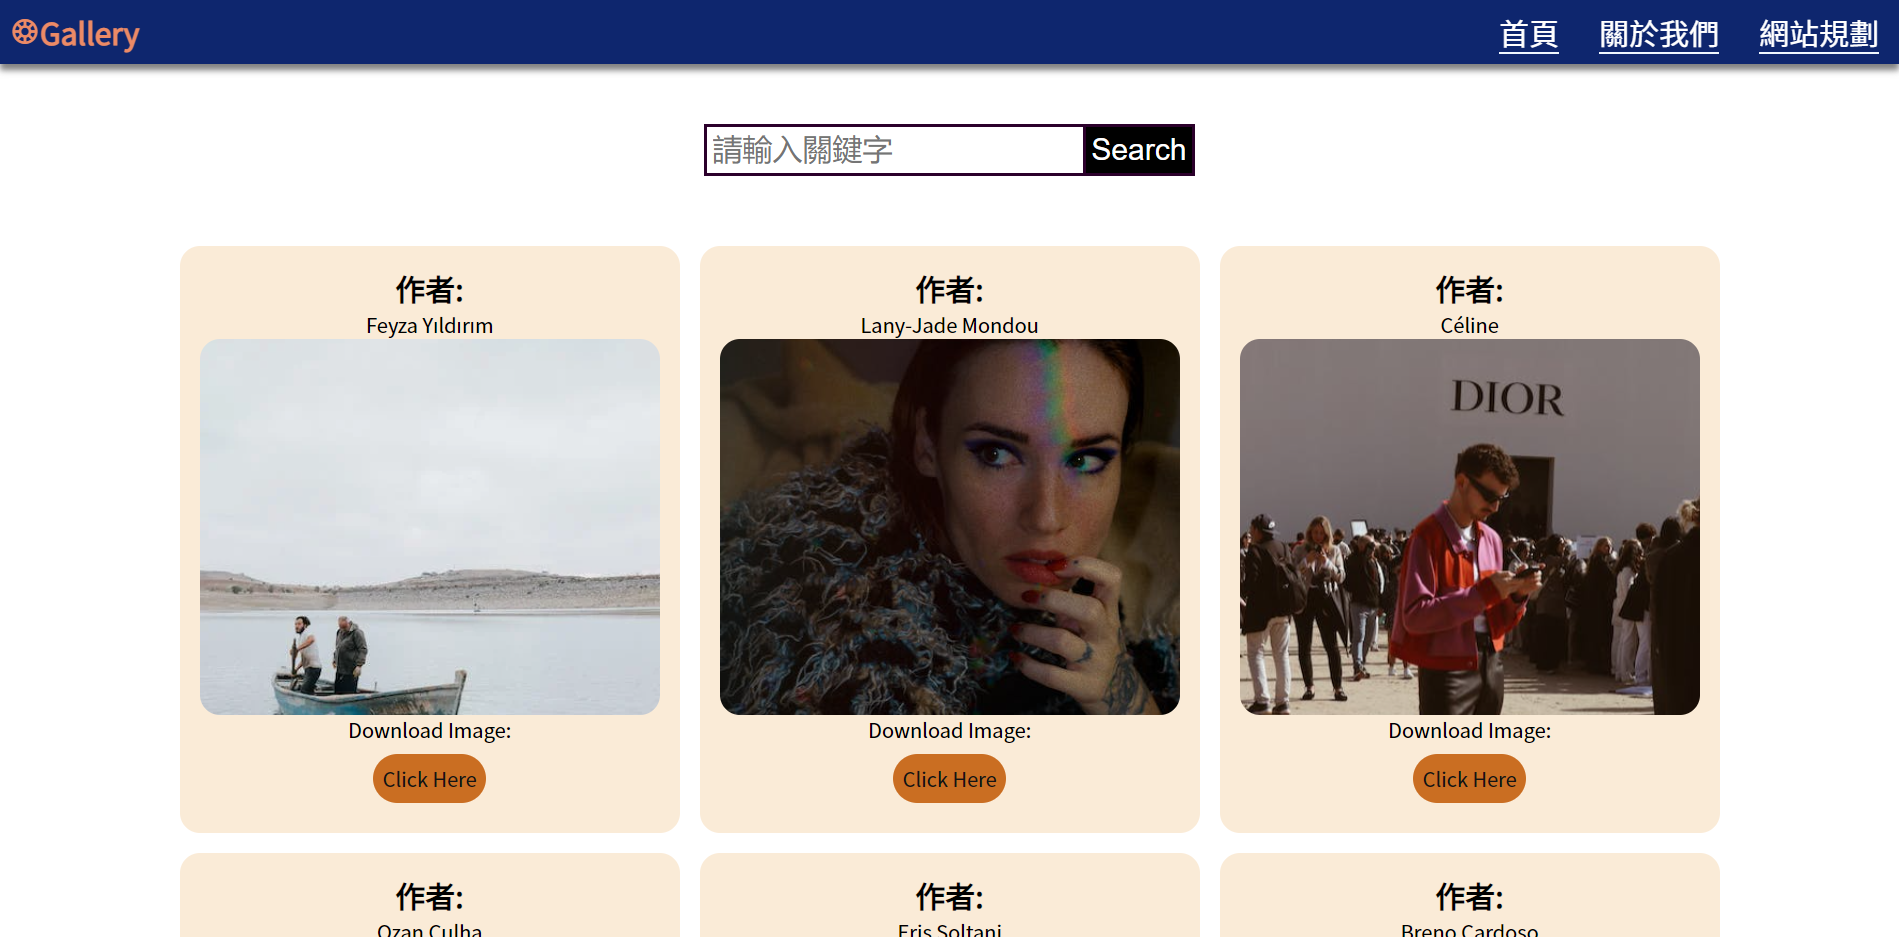 Gallery
首頁 關於我們 網站規劃
請輸入關鍵字 Search
作者: 作者: 作者:
Feyza Yıldırım Lany-Jade Mondou Céline
DIOR
Download Image: Download Image: Download Image:
Click Here Click Here Click Here
作者: 作者: 作者:
Ozan Çulha Eris Soltani Breno Cardoso